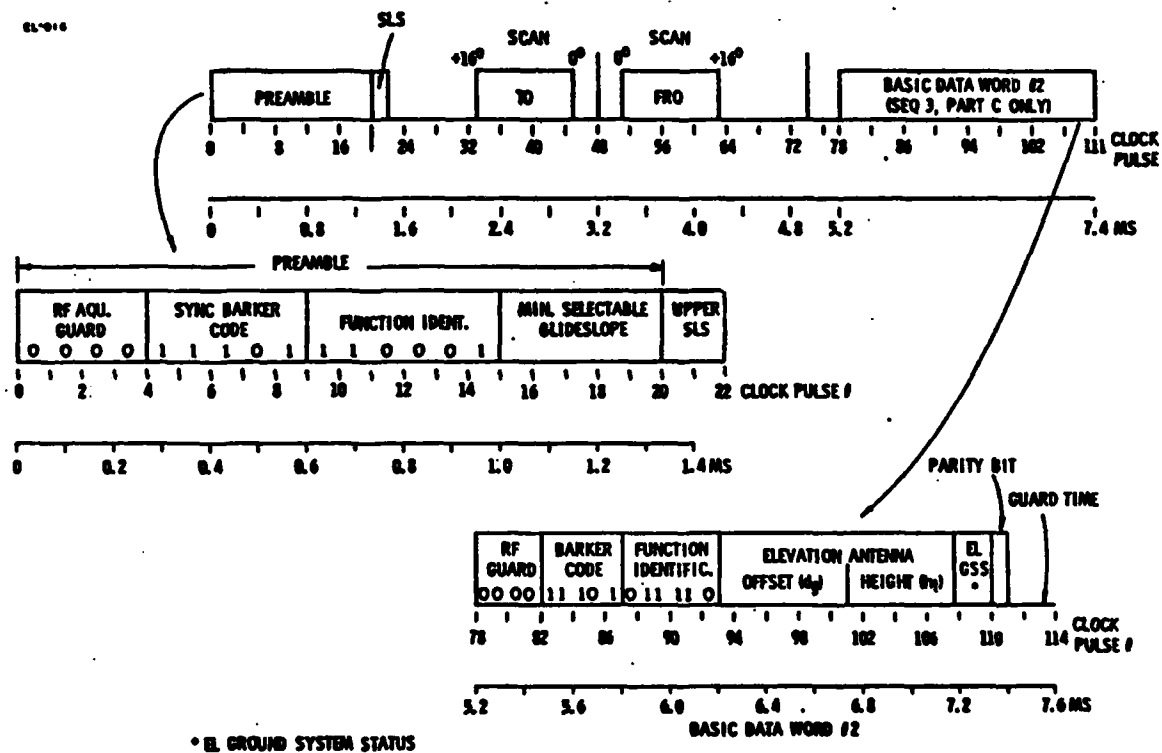 SLS
SCAN SCAN
+16° 0° 0° +16°
PREAMBLE TO FRO BASIC DATA WORD #2
(SEQ 3, PART C ONLY)
0 8 16 24 32 40 48 56 64 72 78 86 94 102 111 CLOCK
PULSE
0 0.8 1.6 2.4 3.2 4.0 4.8 5.2 7.4 MS
PREAMBLE
RF AQU. SYNC BARKER FUNCTION IDENT. MIN. SELECTABLE UPPER
GUARD CODE GLIDESLOPE SLS
0 0 0 0 1 1 1 0 1 1 1 0 0 0 1
0 2 4 6 8 10 12 14 16 18 20 22 CLOCK PULSE #
0 0.2 0.4 0.6 0.8 1.0 1.2 1.4 MS
PARITY BIT
GUARD TIME
RF BARKER FUNCTION ELEVATION ANTENNA EL
GUARD CODE IDENTIFIC. OFFSET HEIGHT GSS
00 00 11 10 1 0 11 11 0 *
78 82 86 90 94 98 102 106 110 114 CLOCK
PULSE #
5.2 5.6 6.0 6.4 6.8 7.2 7.6 MS
BASIC DATA WORD #2
* EL GROUND SYSTEM STATUS